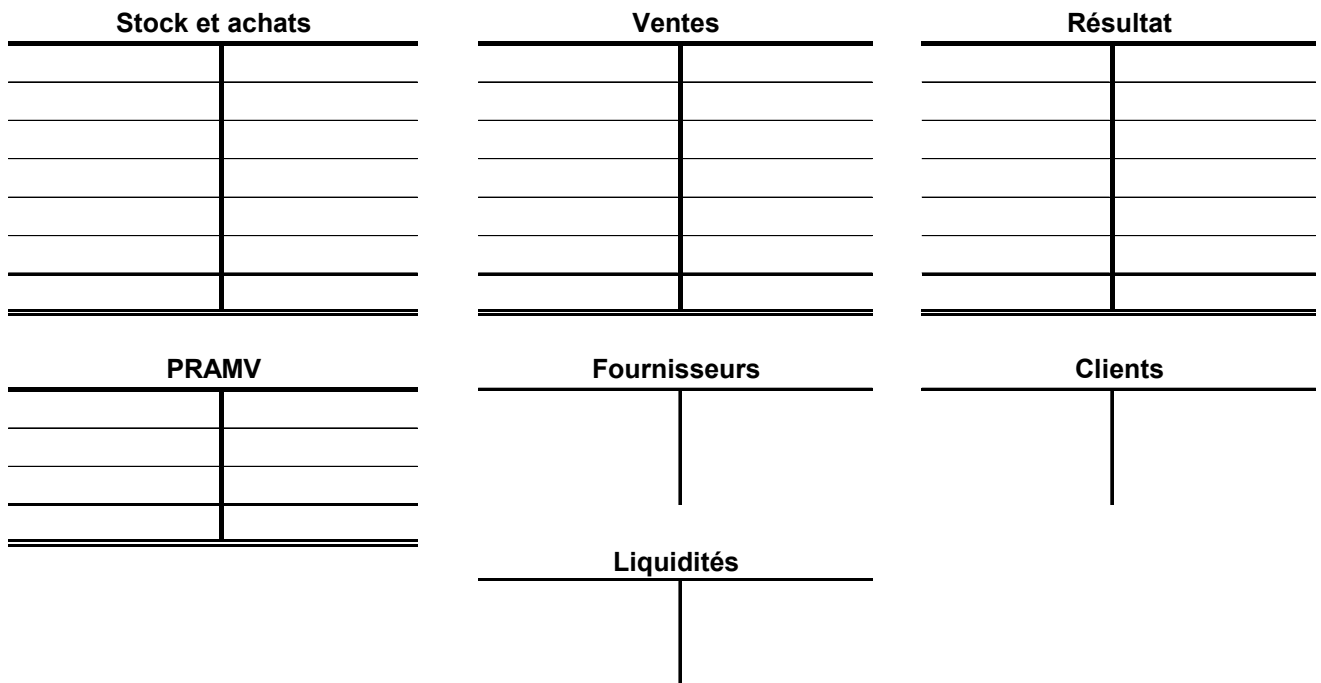 Stock et achats
Ventes
Résultat
PRAMV
Fournisseurs
Clients
Liquidités